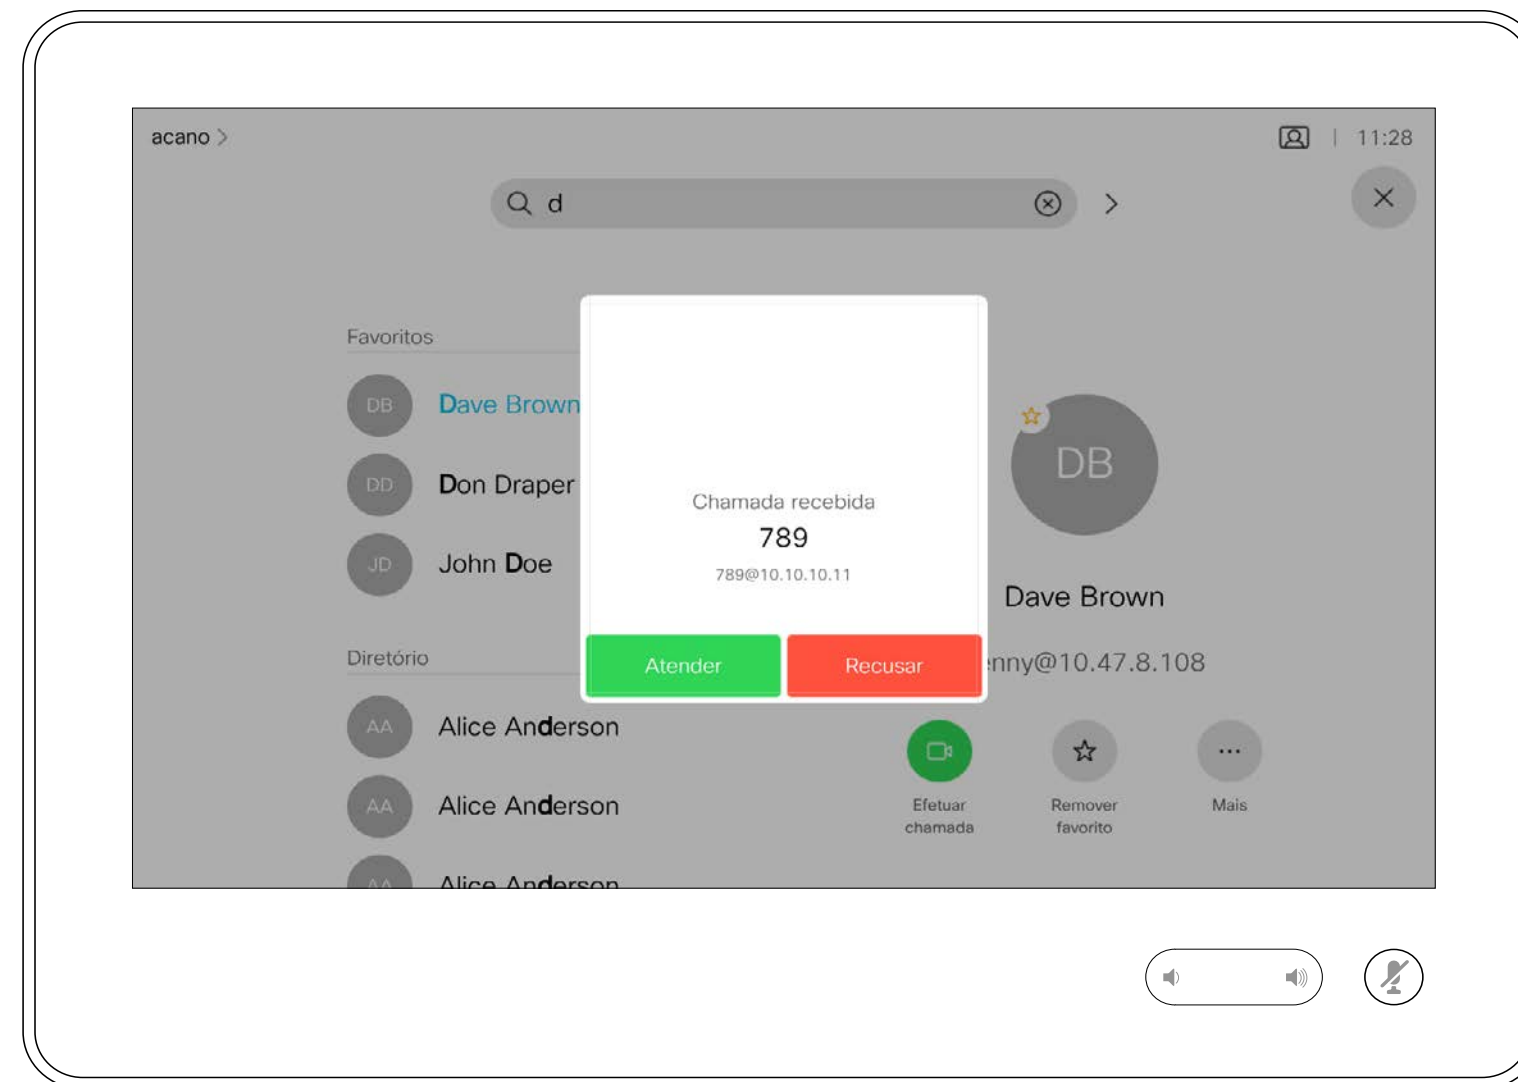 acano
11:28
d
Favoritos
DB
Dave Brown
DD
Don Draper
JD
John Doe
Diretório
AA
Alice Anderson
AA
Alice Anderson
AA
Alice Anderson
Chamada recebida
789
789@10.10.10.11
Atender
Recusar
DB
Dave Brown
enny@10.47.8.108
Efetuar
chamada
Remover
favorito
Mais